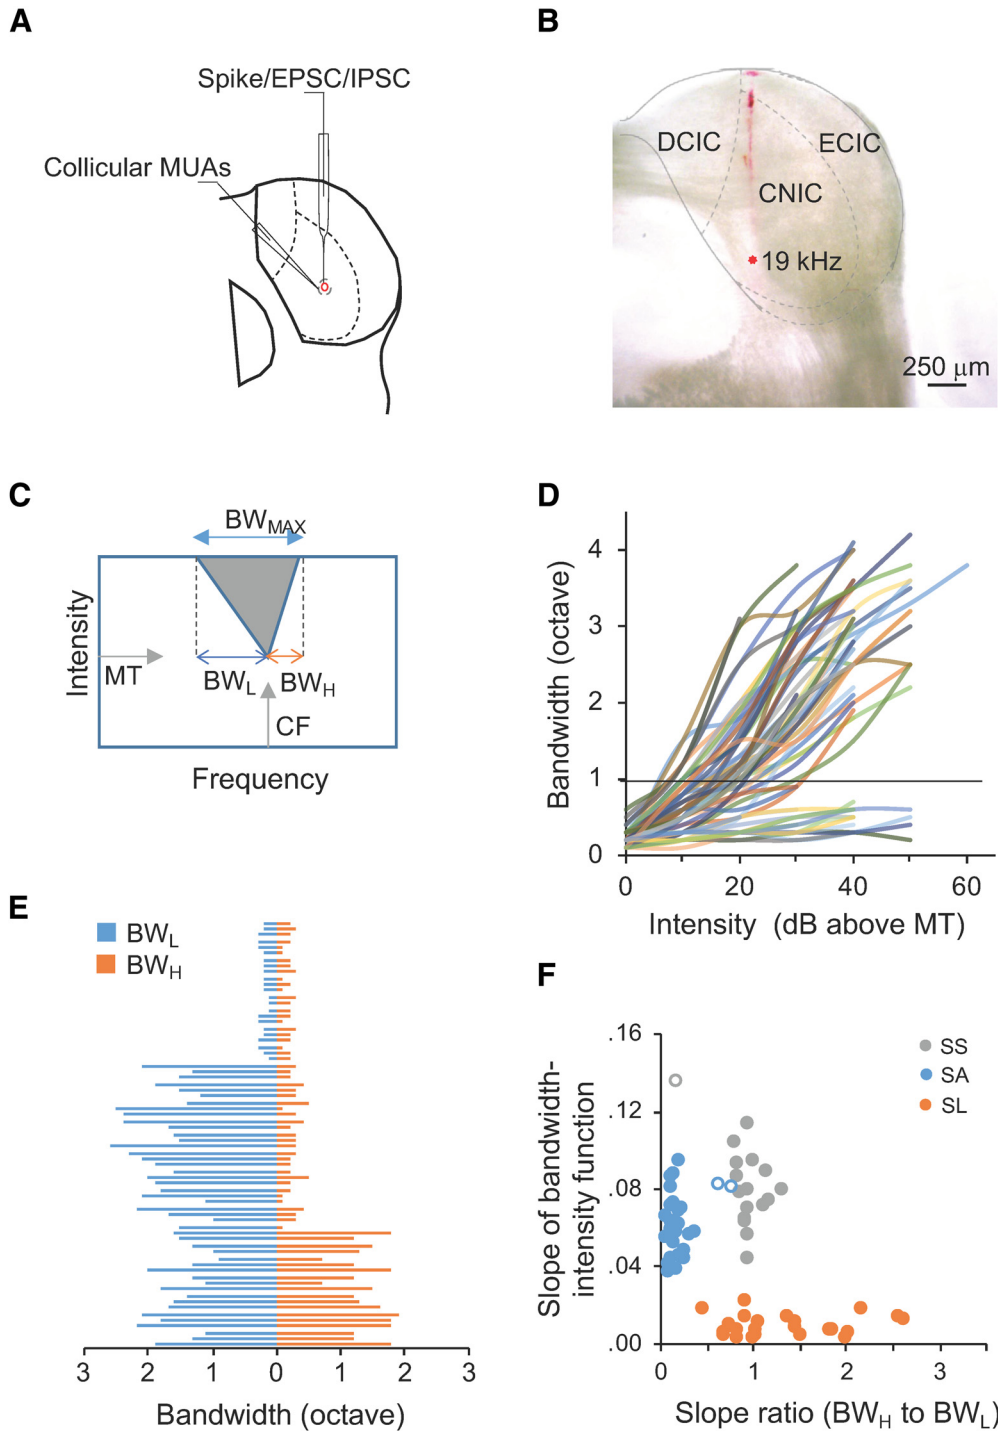 A
Spike/EPSC/IPSC
Collicular MUAs
B
DCIC
ECIC
CNIC
19 kHz
250 μm
C
BWMAX
Intensity
MT
BWL
BWH
CF
Frequency
D
Bandwidth (octave)
4
3
2
1
0
0
20
40
60
Intensity (dB above MT)
E
BWL
BWH
3
2
1
0
1
2
3
Bandwidth (octave)
F
Slope of bandwidth-
intensity function
.16
.12
.08
.04
.00
SS
SA
SL
0
1
2
3
Slope ratio (BWH to BWL)